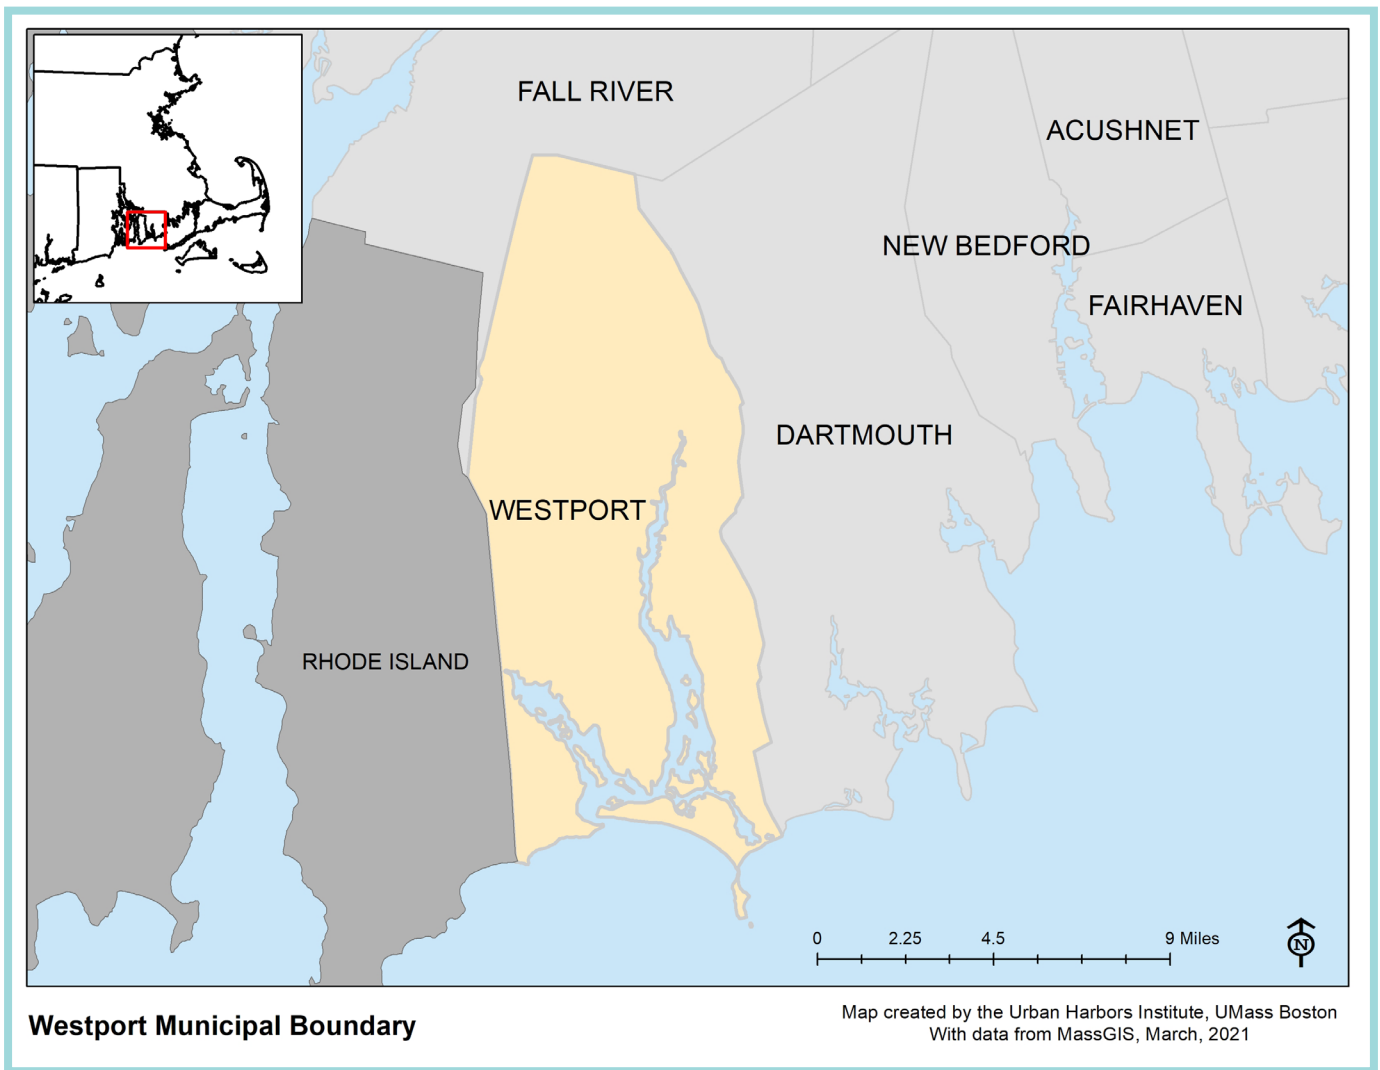 FALL RIVER
ACUSHNET
NEW BEDFORD
FAIRHAVEN
DARTMOUTH
WESTPORT
RHODE ISLAND
0 2.25 4.5 9 Miles
N
Westport Municipal Boundary
Map created by the Urban Harbors Institute, UMass Boston
With data from MassGIS, March, 2021